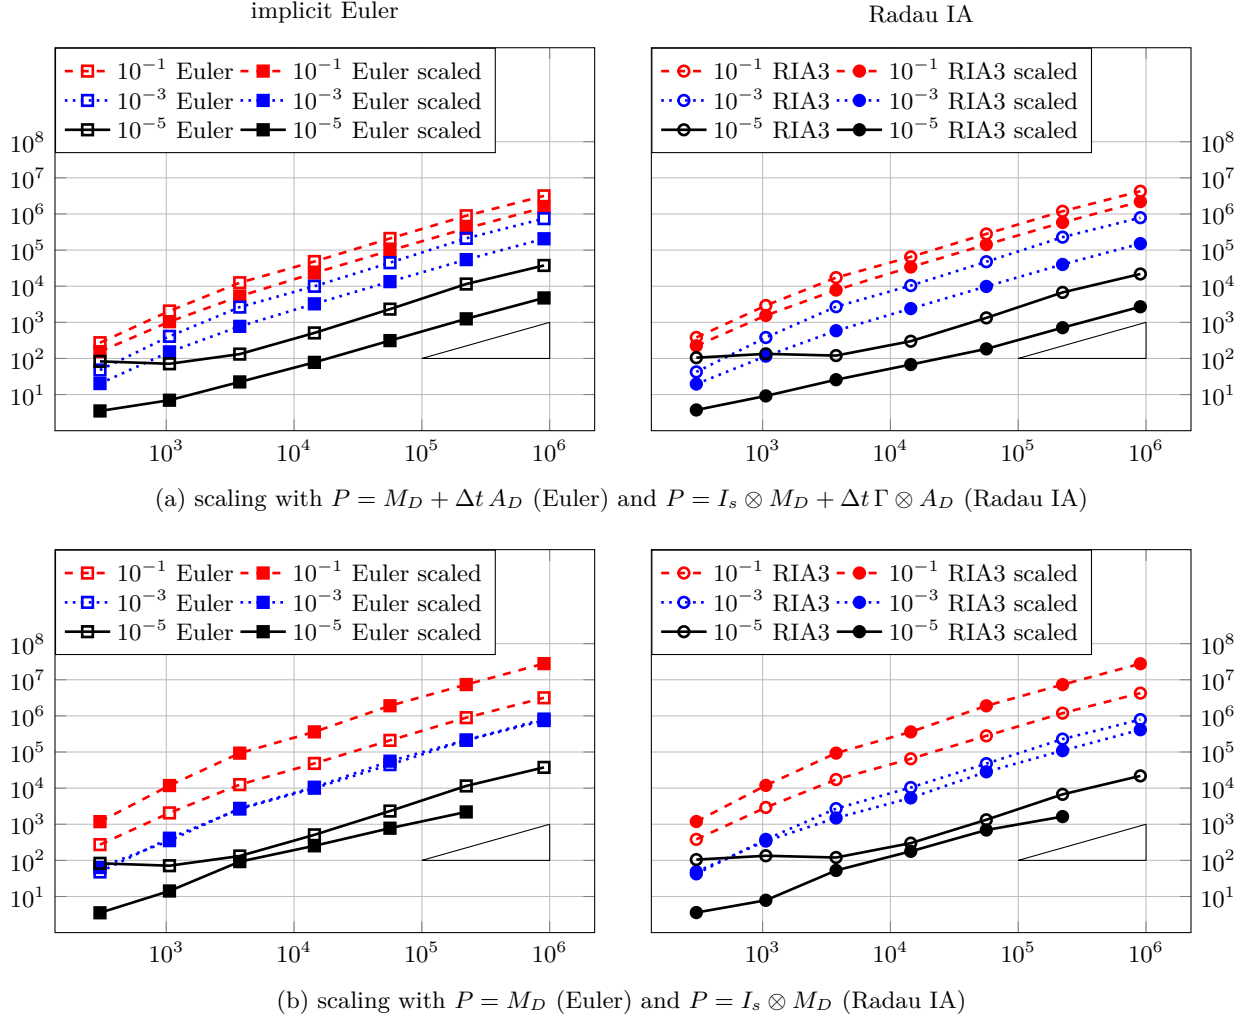 implicit Euler
Radau IA
10^{-1} Euler 10^{-1} Euler scaled
10^{-3} Euler 10^{-3} Euler scaled
10^{-5} Euler 10^{-5} Euler scaled
10^{-1} RIA3 10^{-1} RIA3 scaled
10^{-3} RIA3 10^{-3} RIA3 scaled
10^{-5} RIA3 10^{-5} RIA3 scaled
10^8
10^7
10^6
10^5
10^4
10^3
10^2
10^1
10^3 10^4 10^5 10^6
10^8
10^7
10^6
10^5
10^4
10^3
10^2
10^1
10^3 10^4 10^5 10^6
(a) scaling with P = M_D + Δt A_D (Euler) and P = I_s ⊗ M_D + Δt Γ ⊗ A_D (Radau IA)
10^{-1} Euler 10^{-1} Euler scaled
10^{-3} Euler 10^{-3} Euler scaled
10^{-5} Euler 10^{-5} Euler scaled
10^{-1} RIA3 10^{-1} RIA3 scaled
10^{-3} RIA3 10^{-3} RIA3 scaled
10^{-5} RIA3 10^{-5} RIA3 scaled
10^8
10^7
10^6
10^5
10^4
10^3
10^2
10^1
10^3 10^4 10^5 10^6
10^8
10^7
10^6
10^5
10^4
10^3
10^2
10^1
10^3 10^4 10^5 10^6
(b) scaling with P = M_D (Euler) and P = I_s ⊗ M_D (Radau IA)